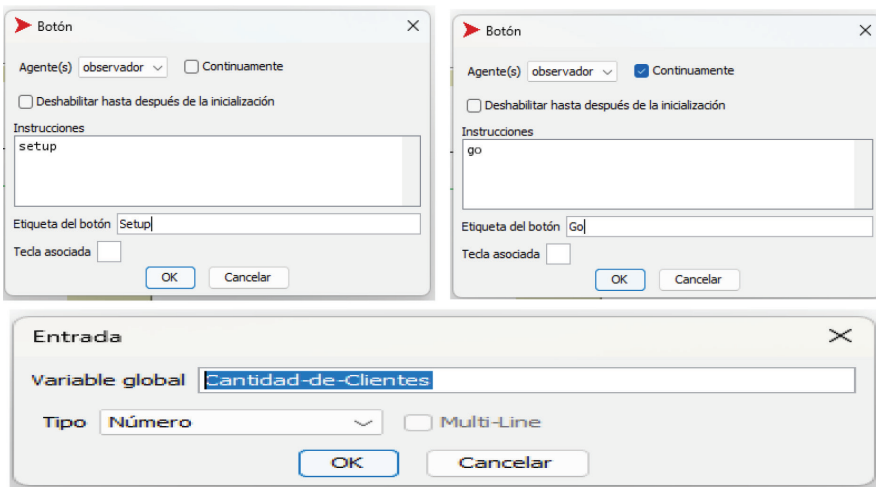 Botón
Agente(s) observador Continuamente
Deshabilitar hasta después de la inicialización
Instrucciones
setup
Etiqueta del botón Setup
Tecla asociada
OK Cancelar
Botón
Agente(s) observador Continuamente
Deshabilitar hasta después de la inicialización
Instrucciones
go
Etiqueta del botón Go
Tecla asociada
OK Cancelar
Entrada
Variable global Cantidad-de-Clientes
Tipo Número Multi-Line
OK Cancelar